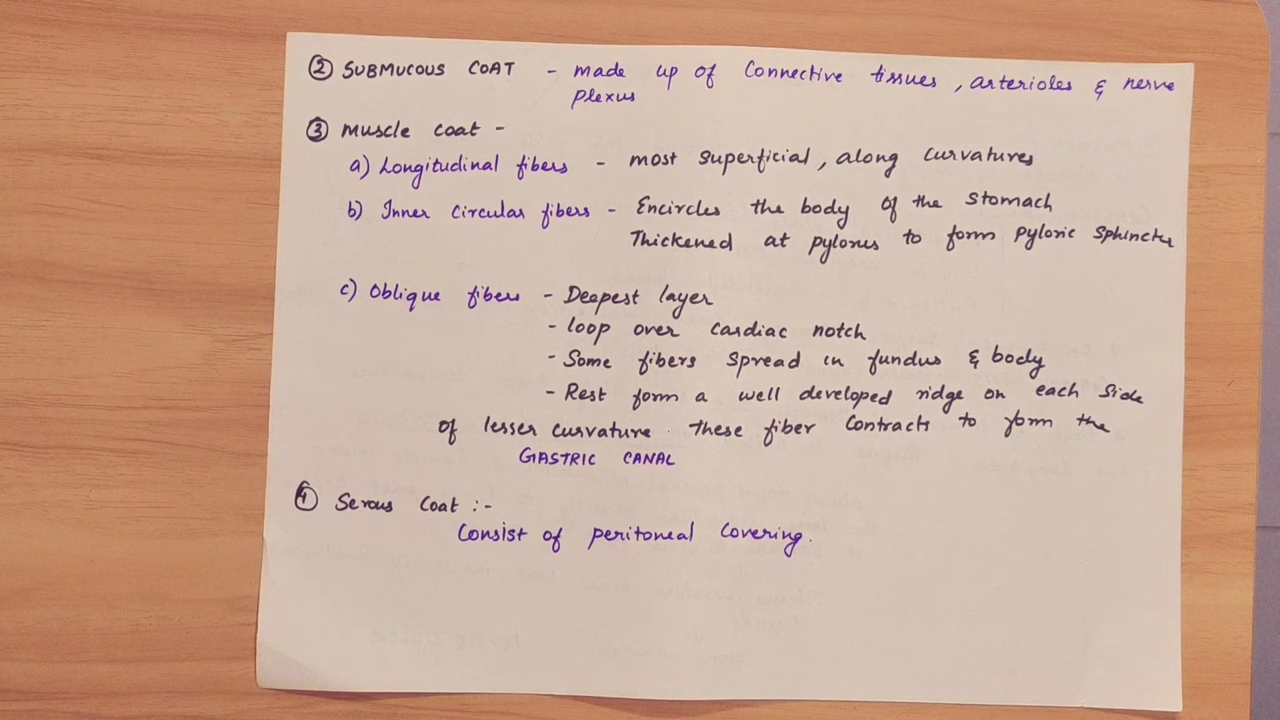 ② SUBMUCOUS COAT - made up of Connective tissues, arterioles & nerve
plexus
③ Muscle coat -
a) Longitudinal fibers - most superficial, along curvatures
b) Inner circular fibers - Encircles the body of the stomach
Thickened at pylorus to form pyloric sphincter
c) Oblique fibers - Deepest layer
- loop over cardiac notch
- Some fibers spread in fundus & body
- Rest form a well developed ridge on each side
of lesser curvature. these fiber contracts to form the
GASTRIC CANAL
④ Serous coat :-
Consist of peritoneal covering.